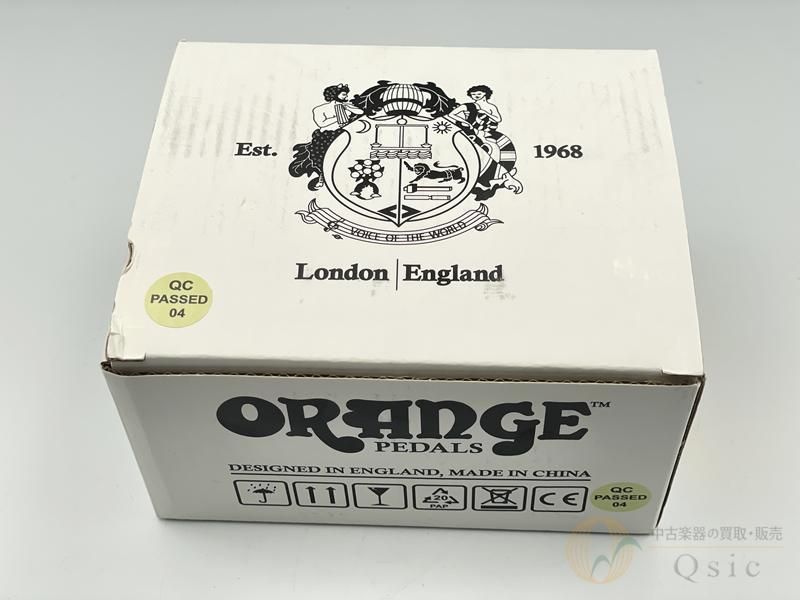 Est.
1968
VOICE OF THE WORLD
London | England
QC
PASSED
04
ORANGE™
PEDALS
DESIGNED IN ENGLAND, MADE IN CHINA
20
PAP
CE
QC
PASSED
04
中古楽器の買取・販売
Qsic